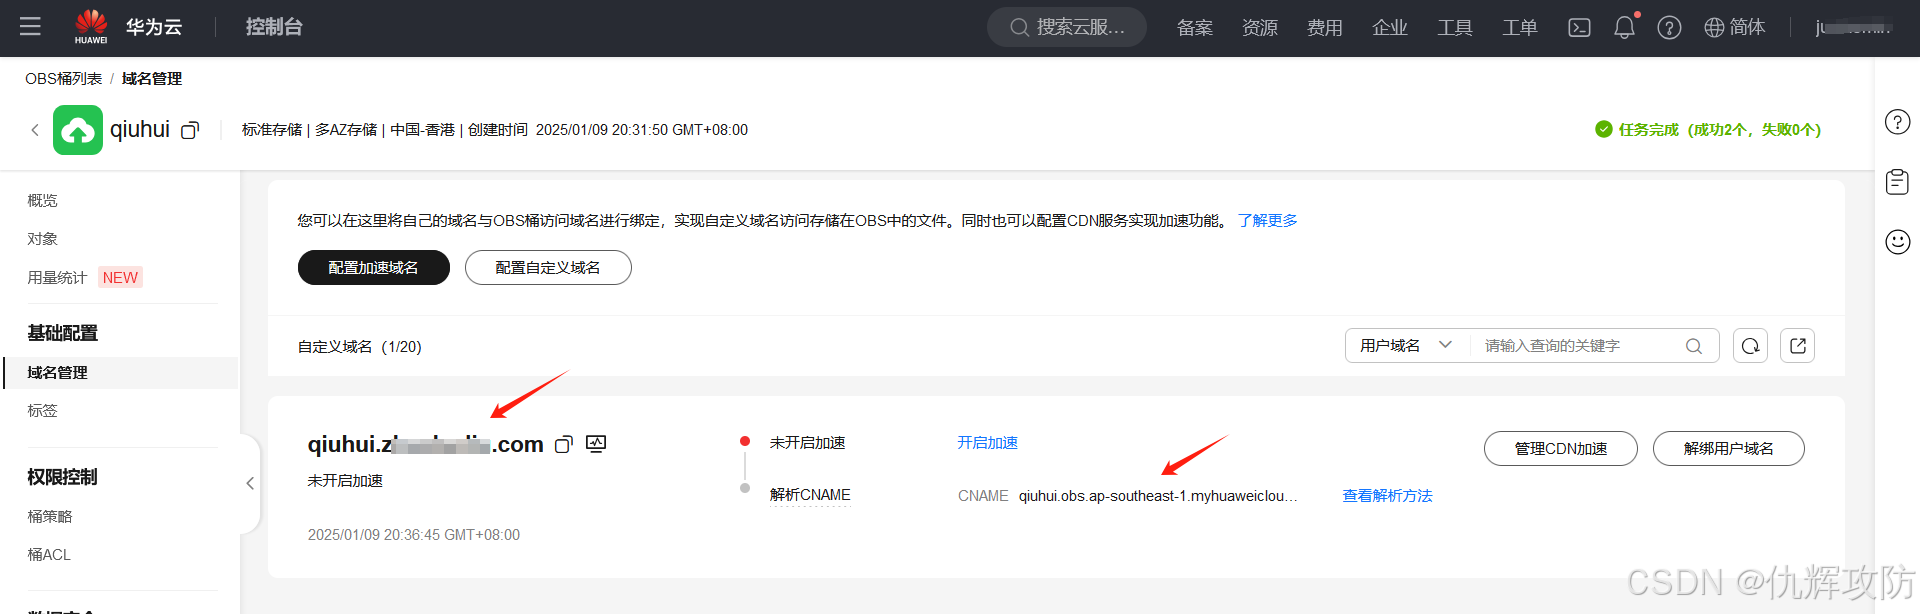 HUAWEI 华为云 控制台 搜索云服... 备案 资源 费用 企业 工具 工单 简体
OBS桶列表 / 域名管理
qiuhui 标准存储 | 多AZ存储 | 中国-香港 | 创建时间 2025/01/09 20:31:50 GMT+08:00 任务完成（成功2个，失败0个）
概览
对象
用量统计 NEW
基础配置
域名管理
标签
权限控制
桶策略
桶ACL
您可以在这里将自己的域名与OBS桶访问域名进行绑定，实现自定义域名访问存储在OBS中的文件。同时也可以配置CDN服务实现加速功能。 了解更多
配置加速域名 配置自定义域名
自定义域名（1/20） 用户域名 请输入查询的关键字
qiuhui.z .com 未开启加速 开启加速 管理CDN加速 解绑用户域名
未开启加速 解析CNAME CNAME qiuhui.obs.ap-southeast-1.myhuaweiclou... 查看解析方法
2025/01/09 20:36:45 GMT+08:00
CSDN @仇辉攻防